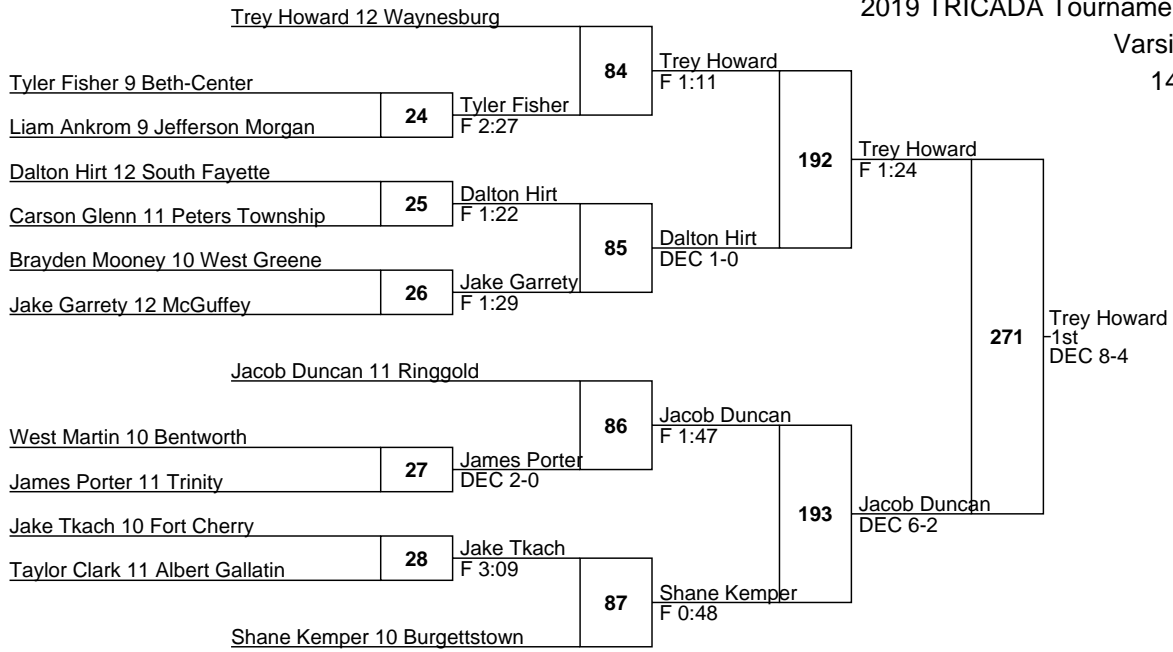 2019 TRICADA Tourname
Varsi
14
Trey Howard 12 Waynesburg
84
Trey Howard
F 1:11
Tyler Fisher 9 Beth-Center
24
Tyler Fisher
F 2:27
Liam Ankrom 9 Jefferson Morgan
192
Trey Howard
F 1:24
Dalton Hirt 12 South Fayette
25
Dalton Hirt
F 1:22
Carson Glenn 11 Peters Township
85
Dalton Hirt
DEC 1-0
Brayden Mooney 10 West Greene
26
Jake Garrety
F 1:29
Jake Garrety 12 McGuffey
271
Trey Howard
1st
DEC 8-4
Jacob Duncan 11 Ringgold
86
Jacob Duncan
F 1:47
West Martin 10 Bentworth
27
James Porter
DEC 2-0
James Porter 11 Trinity
193
Jacob Duncan
DEC 6-2
Jake Tkach 10 Fort Cherry
28
Jake Tkach
F 3:09
Taylor Clark 11 Albert Gallatin
87
Shane Kemper
F 0:48
Shane Kemper 10 Burgettstown